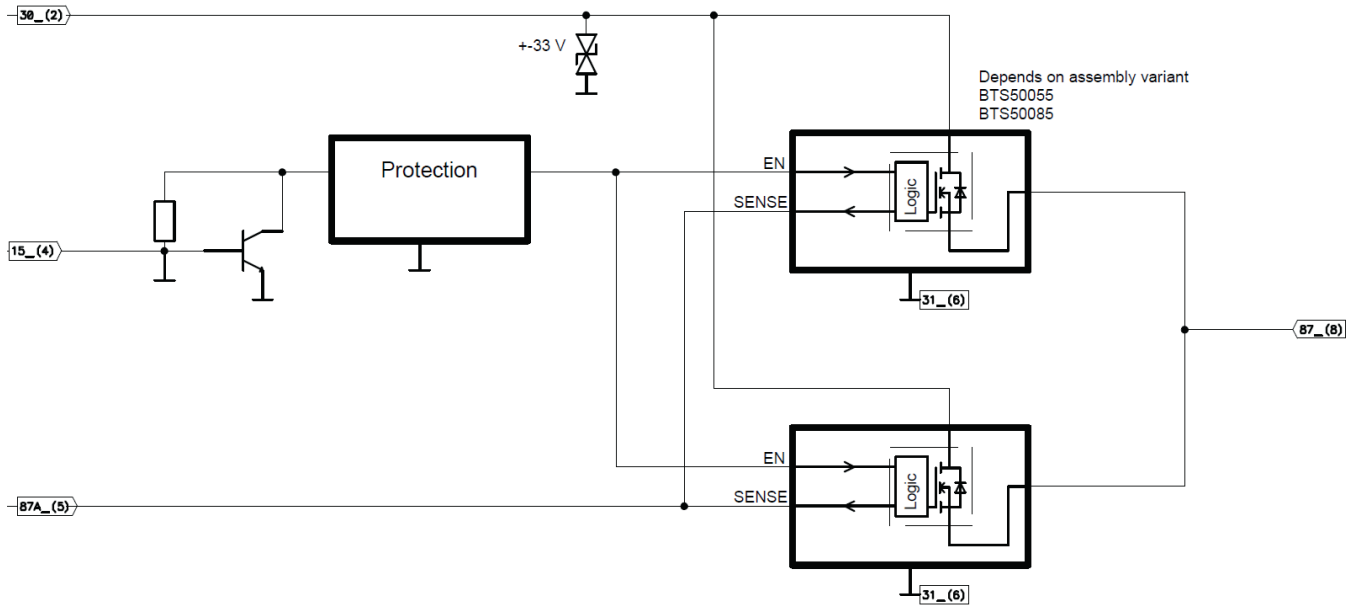 30_(2)
+-33 V
Depends on assembly variant
BTS50055
BTS50085
Protection
EN
SENSE
Logic
15_(4)
31_(6)
87_(8)
EN
SENSE
Logic
87A_(5)
31_(6)